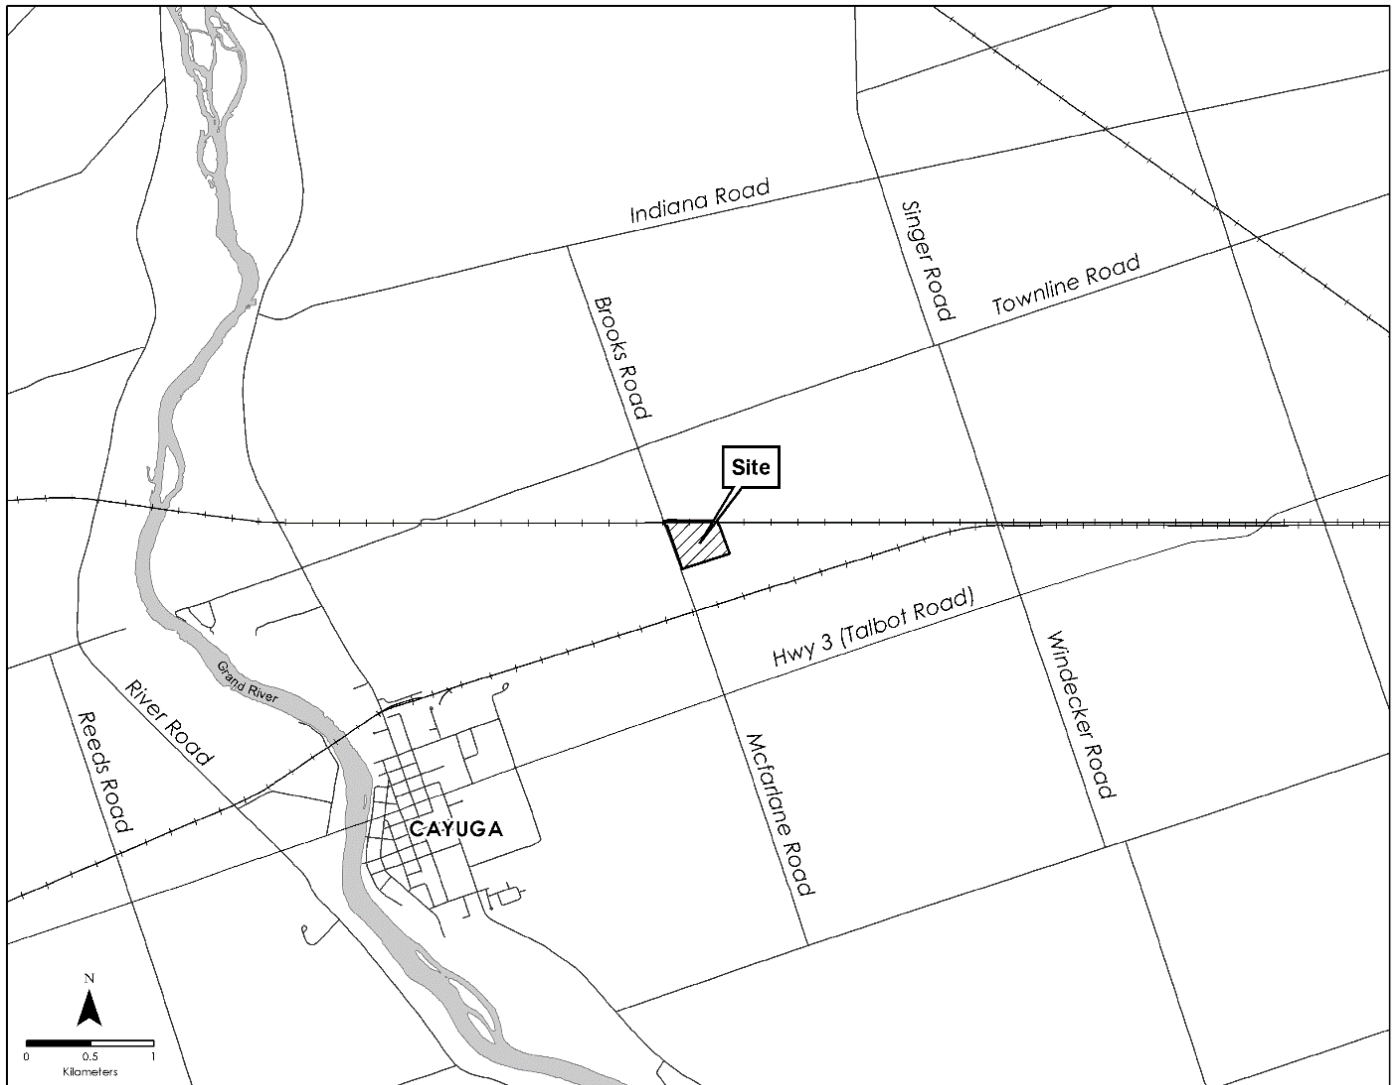 Indiana Road
Singer Road
Townline Road
Brooks Road
Site
Hwy 3 (Talbot Road)
Grand River
River Road
Reeds Road
Windecker Road
Mcfarlane Road
CAYUGA
N
0 0.5 1
Kilometers